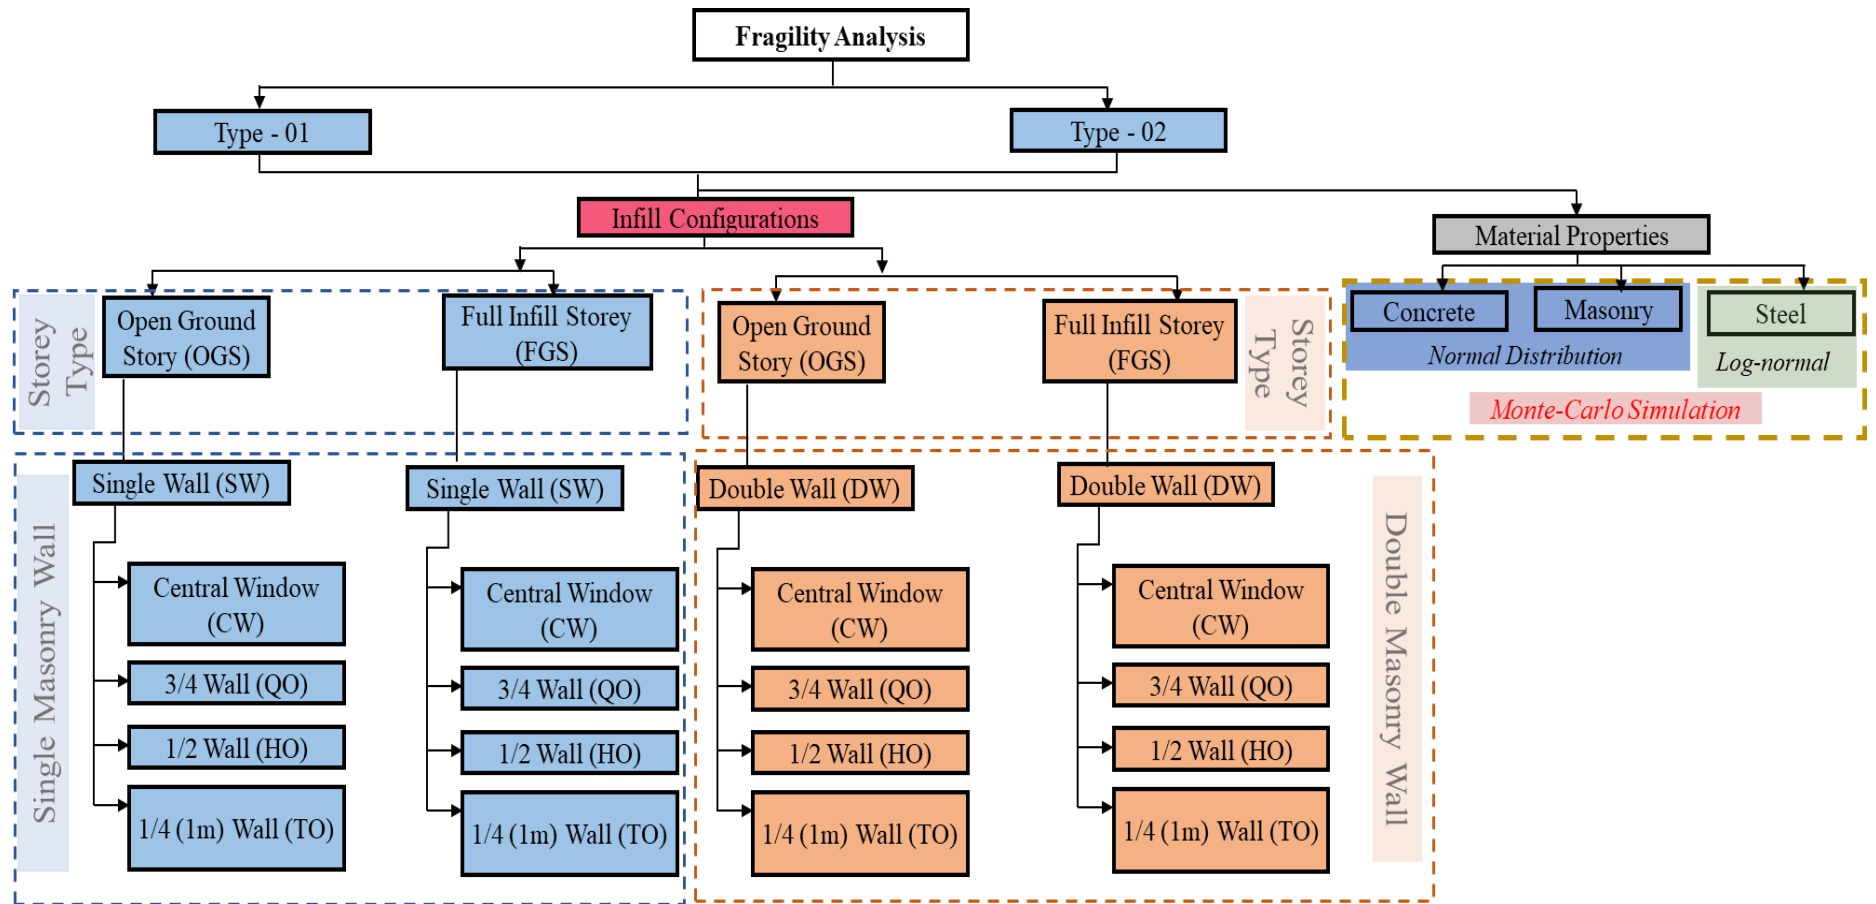 Fragility Analysis
Type - 01
Type - 02
Infill Configurations
Material Properties
Storey
Type
Open Ground
Story (OGS)
Full Infill Storey
(FGS)
Open Ground
Story (OGS)
Full Infill Storey
(FGS)
Storey
Type
Concrete
Masonry
Steel
Normal Distribution
Log-normal
Monte-Carlo Simulation
Single Masonry Wall
Single Wall (SW)
Central Window
(CW)
3/4 Wall (QO)
1/2 Wall (HO)
1/4 (1m) Wall (TO)
Single Wall (SW)
Central Window
(CW)
3/4 Wall (QO)
1/2 Wall (HO)
1/4 (1m) Wall (TO)
Double Wall (DW)
Central Window
(CW)
3/4 Wall (QO)
1/2 Wall (HO)
1/4 (1m) Wall (TO)
Double Wall (DW)
Central Window
(CW)
3/4 Wall (QO)
1/2 Wall (HO)
1/4 (1m) Wall (TO)
Double Masonry Wall